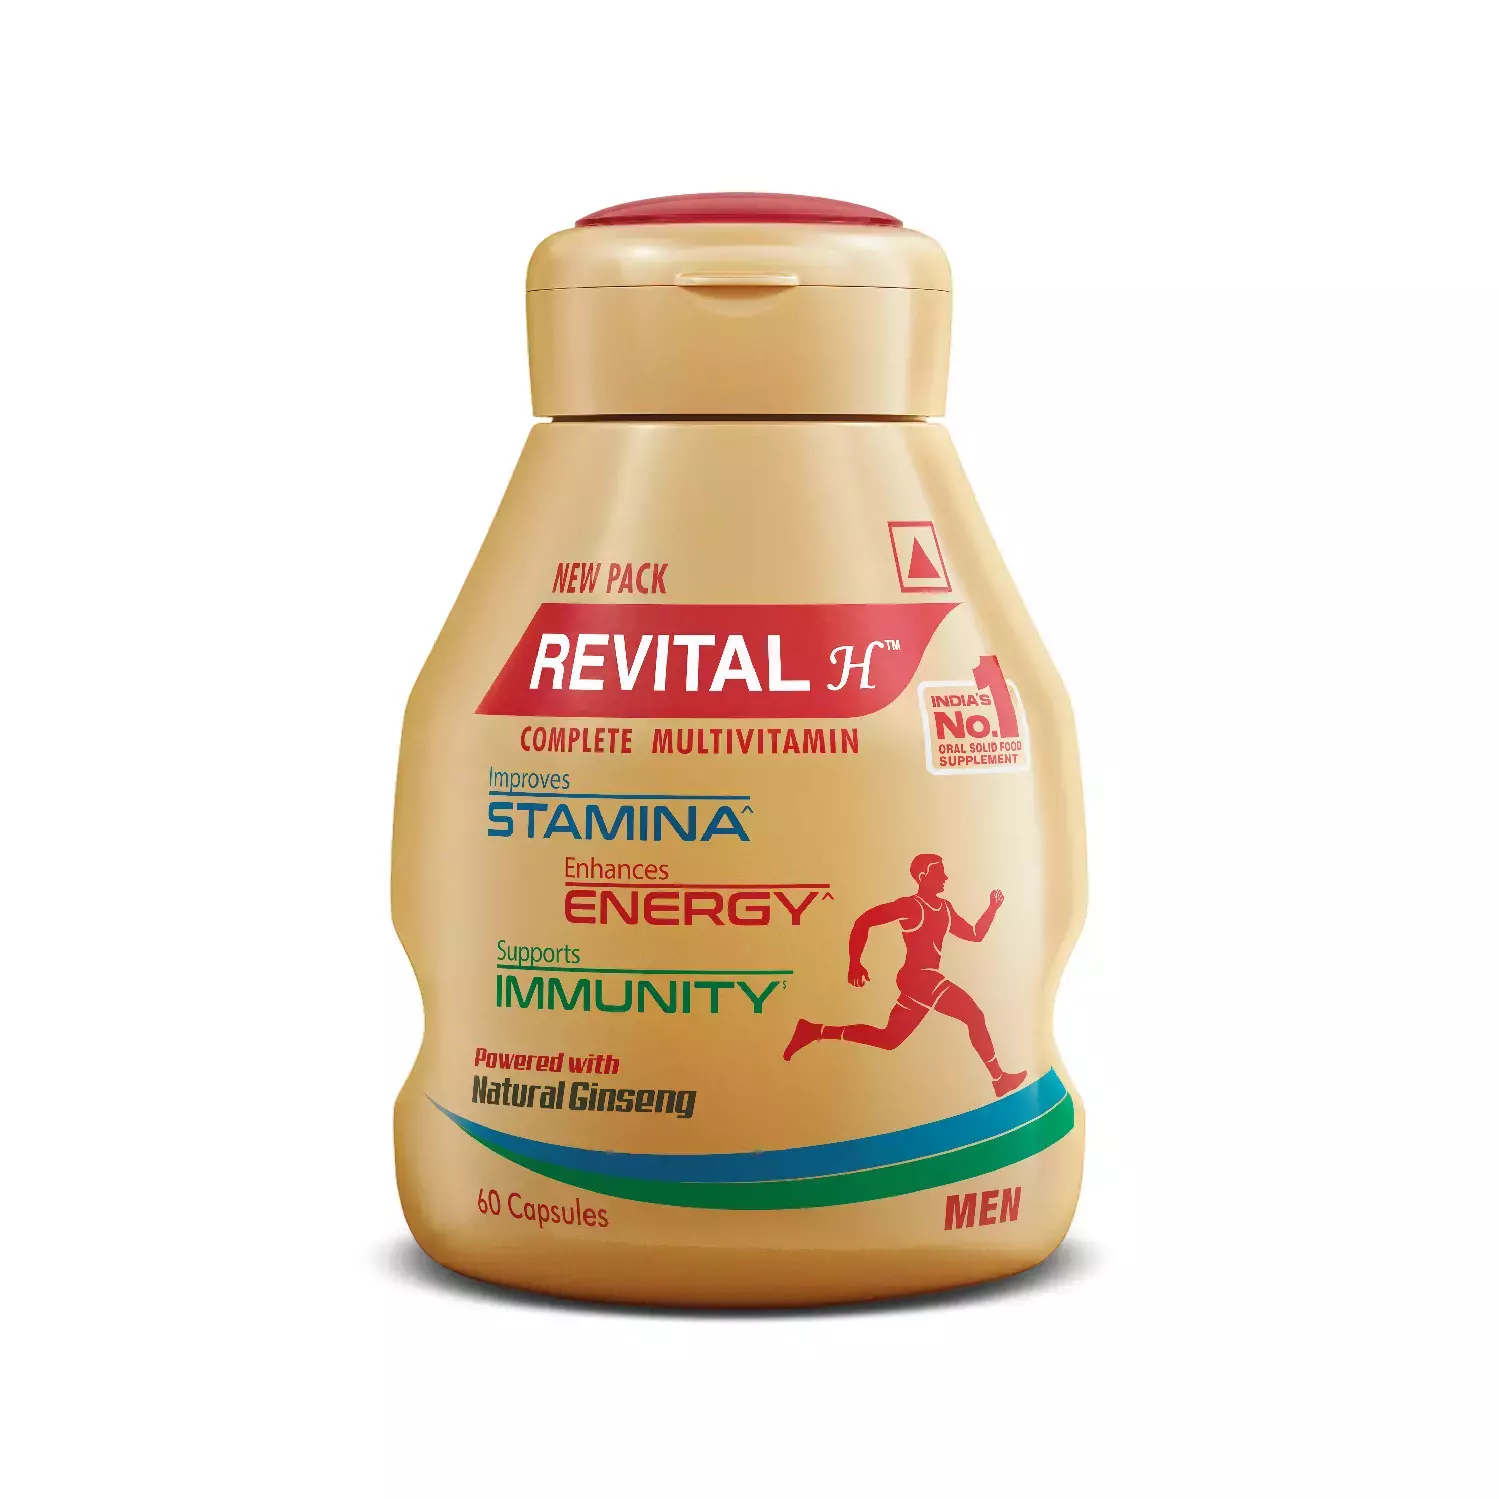 NEW PACK
REVITAL H™
COMPLETE MULTIVITAMIN
INDIA'S
No.1
ORAL SOLID FOOD
SUPPLEMENT
Improves
STAMINA^
Enhances
ENERGY^
Supports
IMMUNITY$
Powered with
Natural Ginseng
60 Capsules
MEN